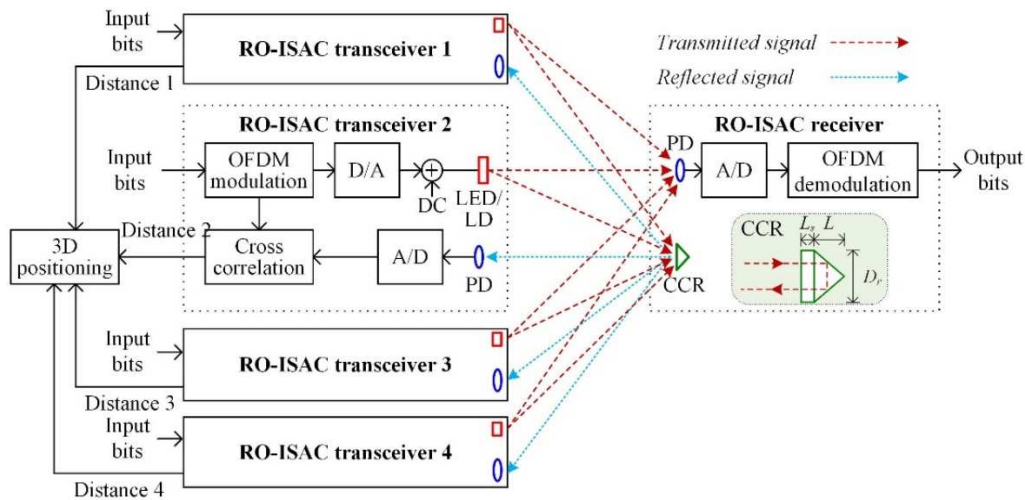 Input
bits
RO-ISAC transceiver 1
Distance 1
Transmitted signal
Reflected signal
RO-ISAC transceiver 2
Input
bits
OFDM
modulation
D/A
DC
LED/
LD
Distance 2
3D
positioning
Cross
correlation
A/D
PD
RO-ISAC receiver
PD
A/D
OFDM
demodulation
Output
bits
CCR
CCR
L_s L
D_r
Input
bits
RO-ISAC transceiver 3
Distance 3
Input
bits
RO-ISAC transceiver 4
Distance 4